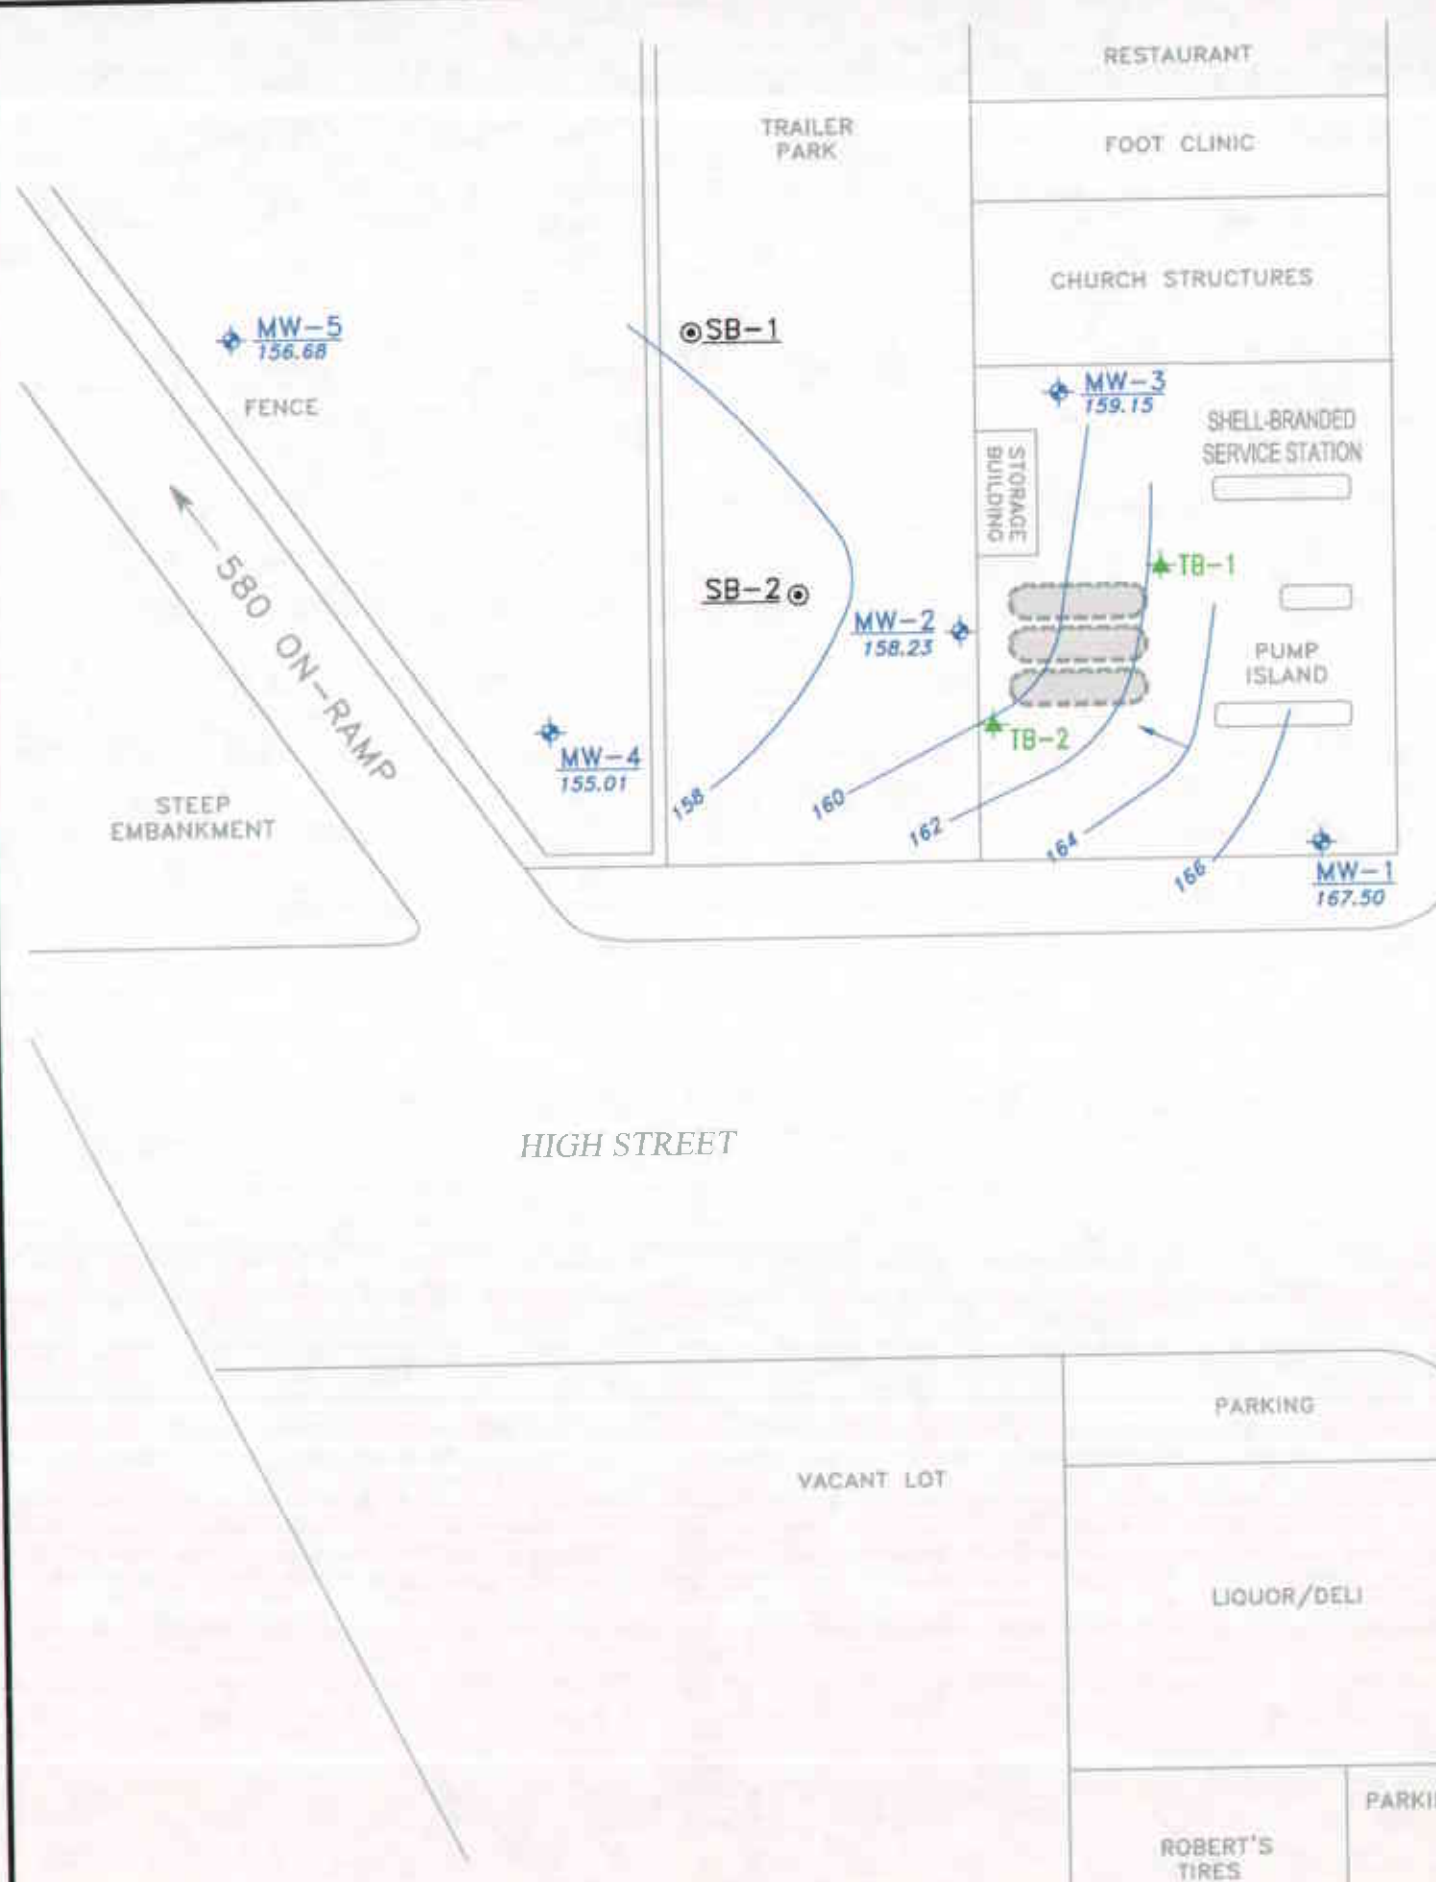 RESTAURANT
TRAILER
PARK
FOOT CLINIC
CHURCH STRUCTURES
MW-5
156.68
SB-1
FENCE
MW-3
159.15
SHELL-BRANDED
SERVICE STATION
STORAGE
BUILDING
580 ON-RAMP
TB-1
SB-2
MW-2
158.23
PUMP
ISLAND
TB-2
MW-4
155.01
STEEP
EMBANKMENT
158
160
162
164
166
MW-1
167.50
HIGH STREET
PARKING
VACANT LOT
LIQUOR/DELI
PARKI
ROBERT'S
TIRES